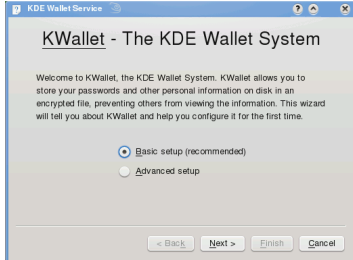 KDE Wallet Service
KWallet - The KDE Wallet System
Welcome to KWallet, the KDE Wallet System. KWallet allows you to
store your passwords and other personal information on disk in an
encrypted file, preventing others from viewing the information. This wizard
will tell you about KWallet and help you configure it for the first time.
Basic setup (recommended)
Advanced setup
< Back Next > Finish Cancel